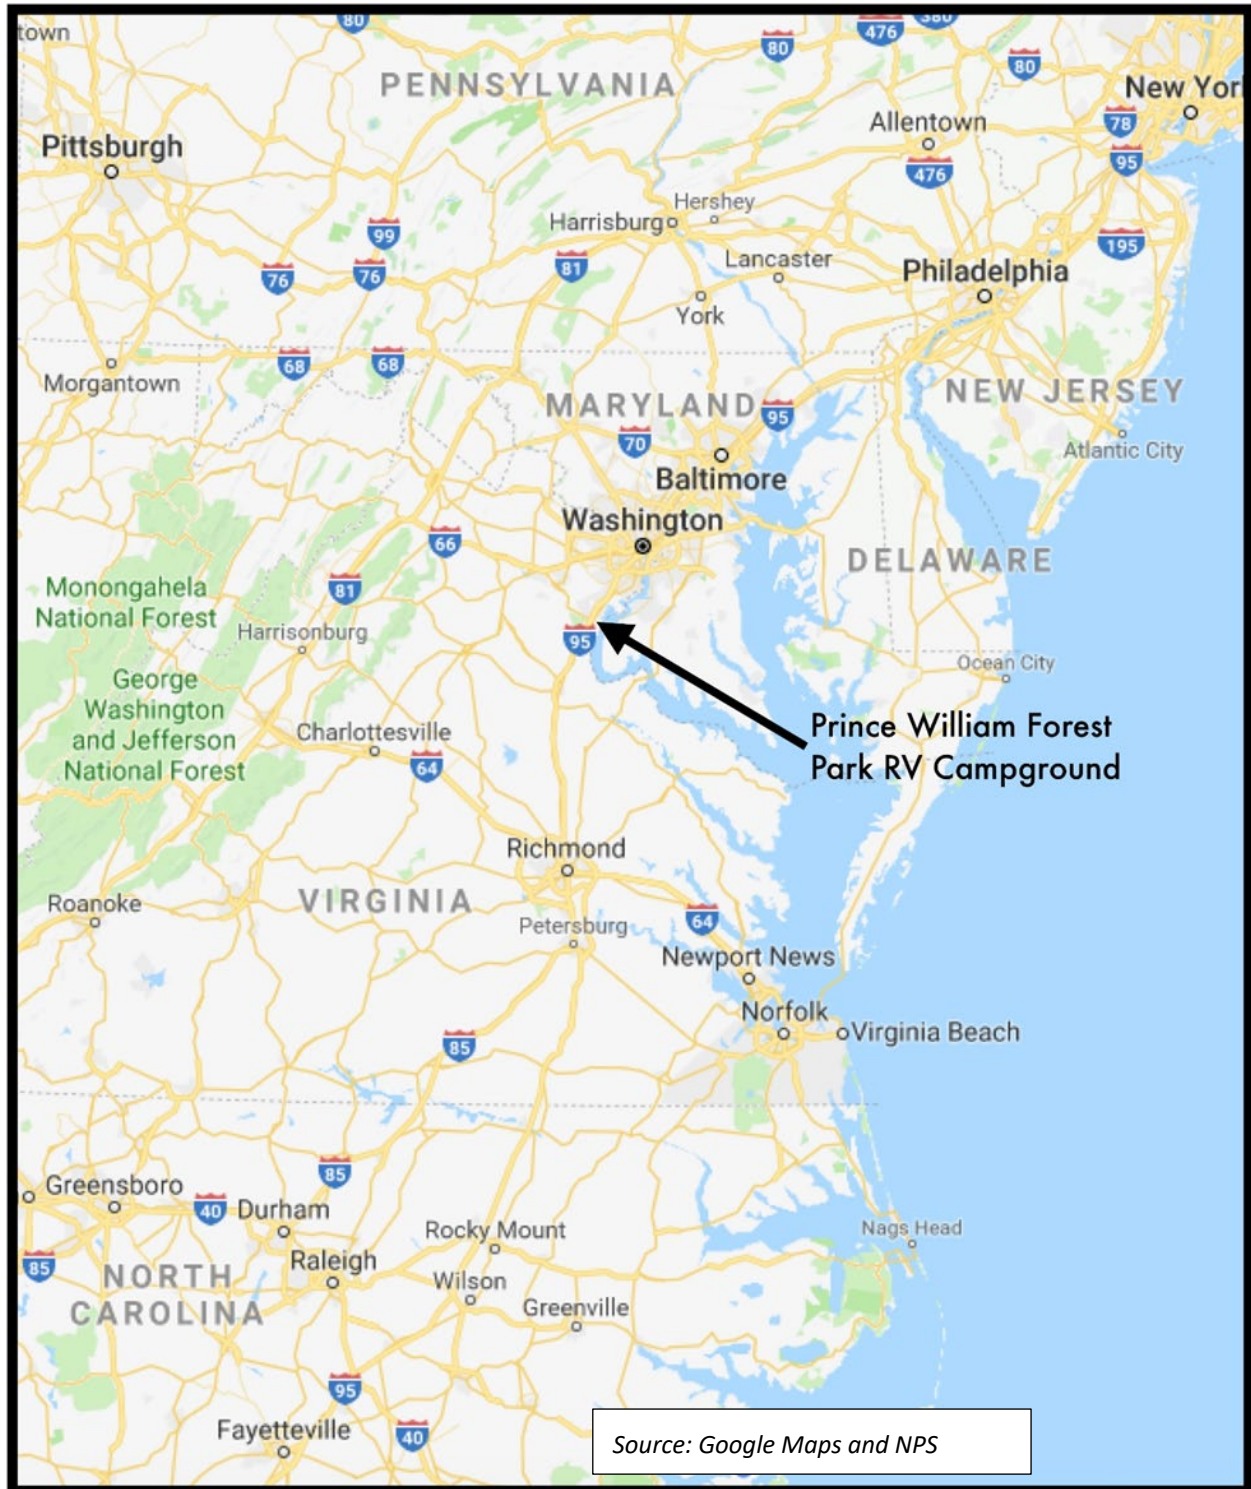 town
80
476
380
80
80
PENNSYLVANIA
New Yor
Allentown
78
Pittsburgh
95
476
Hershey
Harrisburg
99
195
Lancaster
81
Philadelphia
76
76
York
68
68
Morgantown
NEW JERSEY
MARYLAND
95
70
Atlantic City
Baltimore
Washington
66
DELAWARE
Monongahela
National Forest
81
Harrisonburg
95
Ocean City
George
Washington
and Jefferson
National Forest
Prince William Forest
Park RV Campground
Charlottesville
64
Richmond
VIRGINIA
Roanoke
64
Petersburg
Newport News
Norfolk
Virginia Beach
85
85
Greensboro
40
Durham
Rocky Mount
Nags Head
85
Raleigh
NORTH
CAROLINA
Wilson
Greenville
95
Fayetteville
40
Source: Google Maps and NPS